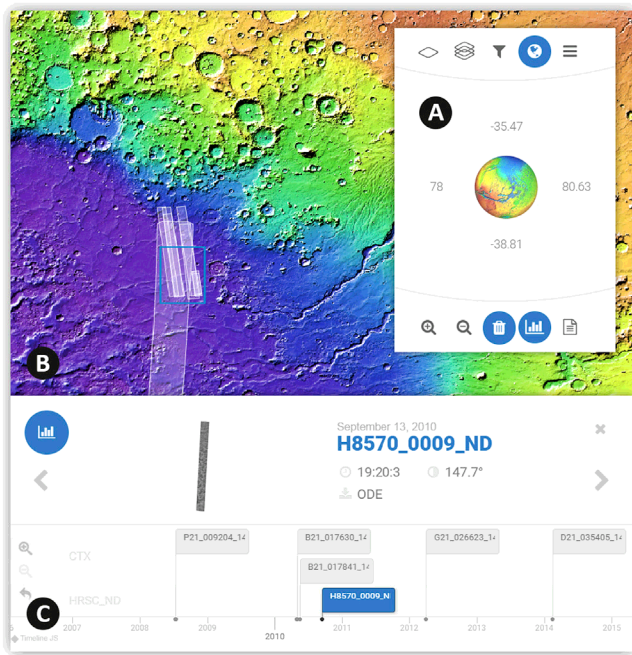 A
-35.47
78
80.63
-38.81
B
September 13, 2010
H8570_0009_ND
19:20:3
147.7°
ODE
P21_009204_14
B21_017630_14
G21_026623_14
D21_035405_14
CTX
B21_017841_14
HRSC_ND
H8570_0009_N
C
2007
2008
2009
2010
2011
2012
2013
2014
2015
Timeline JS